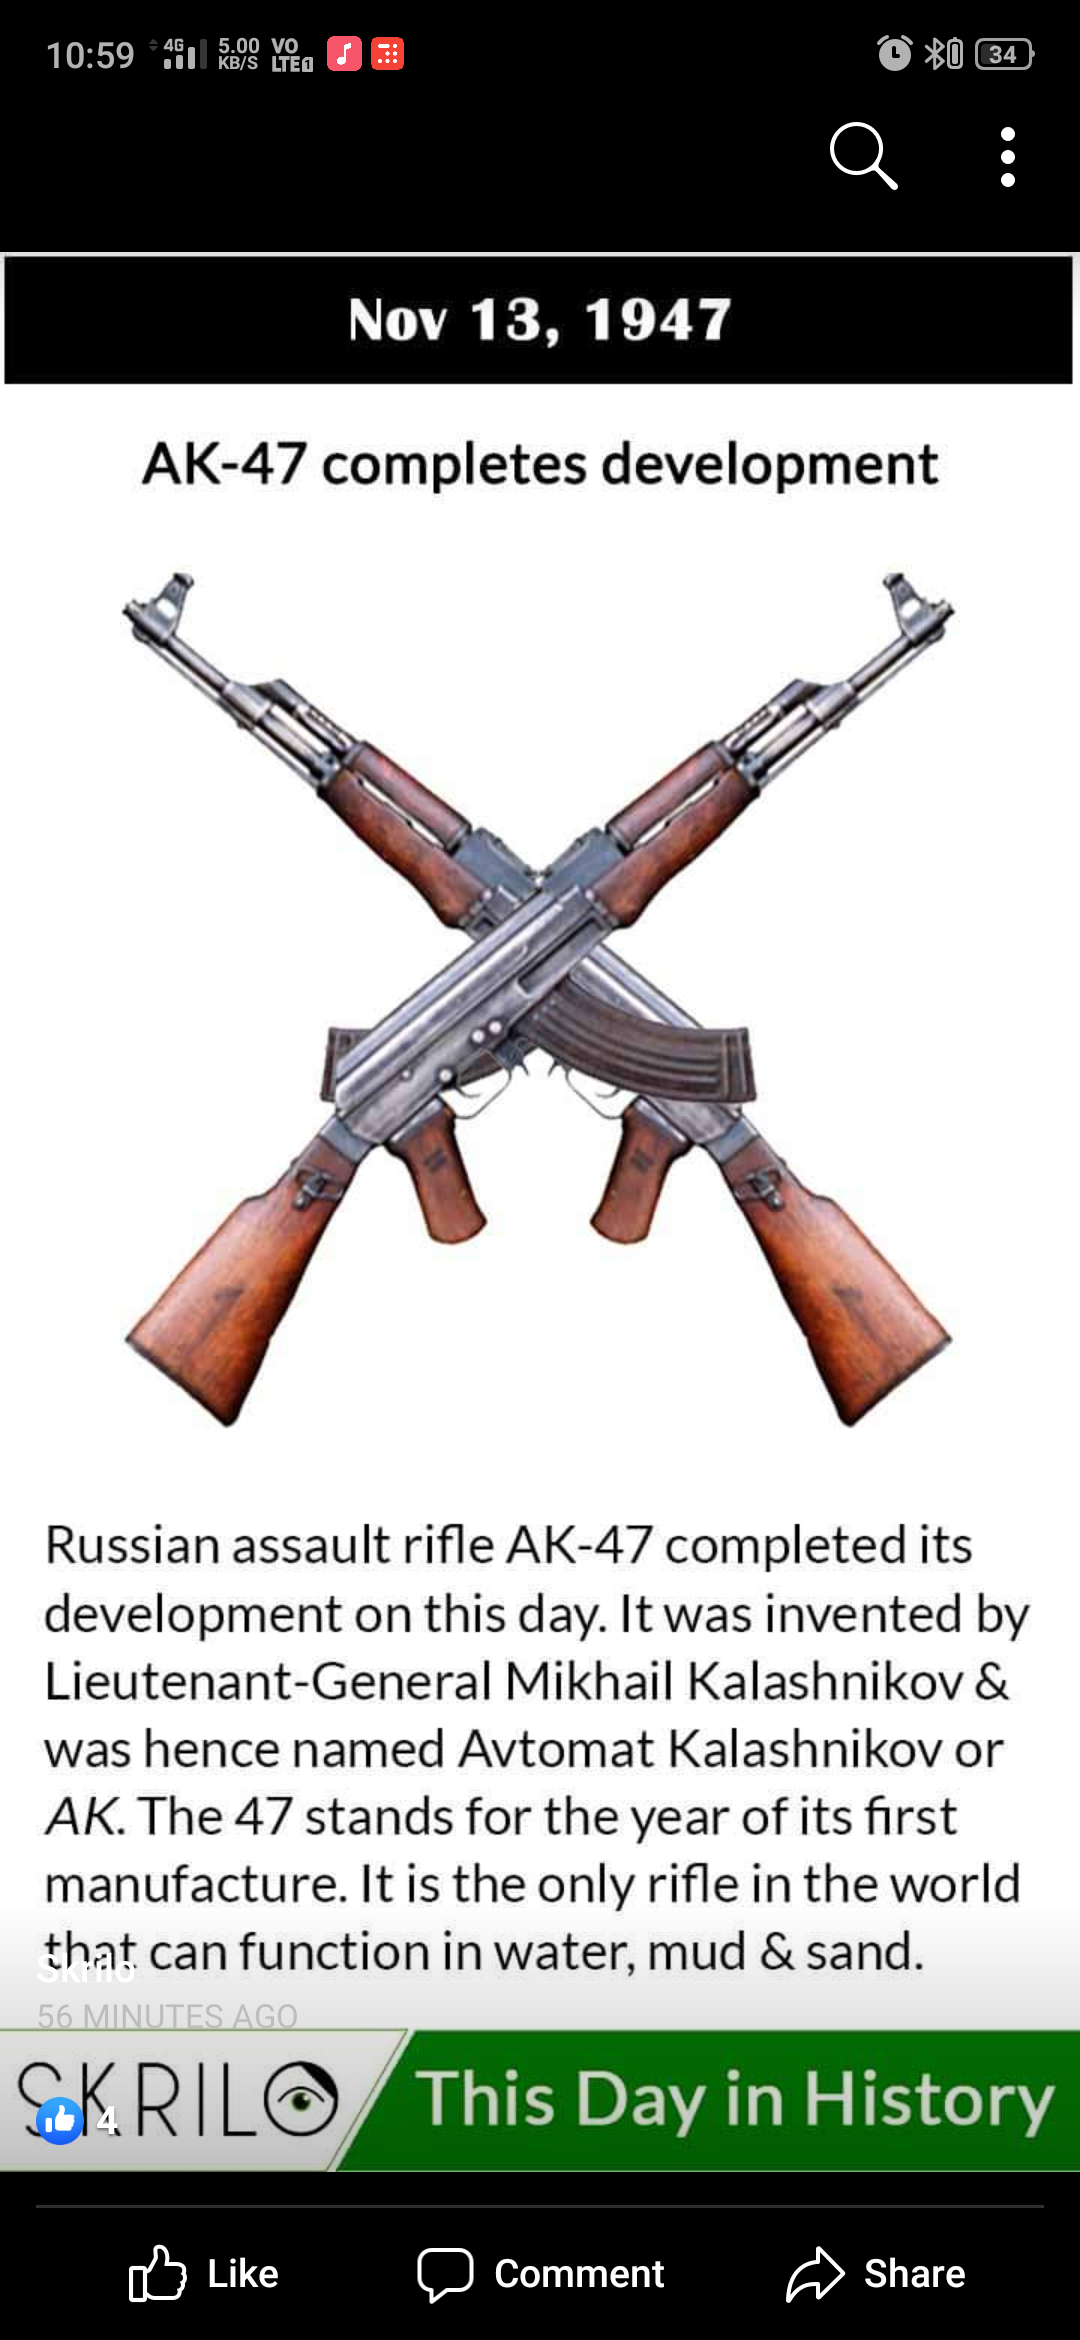 10:59 4G 5.00 KB/S VO LTE 1 34
Nov 13, 1947
AK-47 completes development
Russian assault rifle AK-47 completed its
development on this day. It was invented by
Lieutenant-General Mikhail Kalashnikov &
was hence named Avtomat Kalashnikov or
AK. The 47 stands for the year of its first
manufacture. It is the only rifle in the world
that can function in water, mud & sand.
Skrilo
56 MINUTES AGO
SKRILO This Day in History
4
Like Comment Share